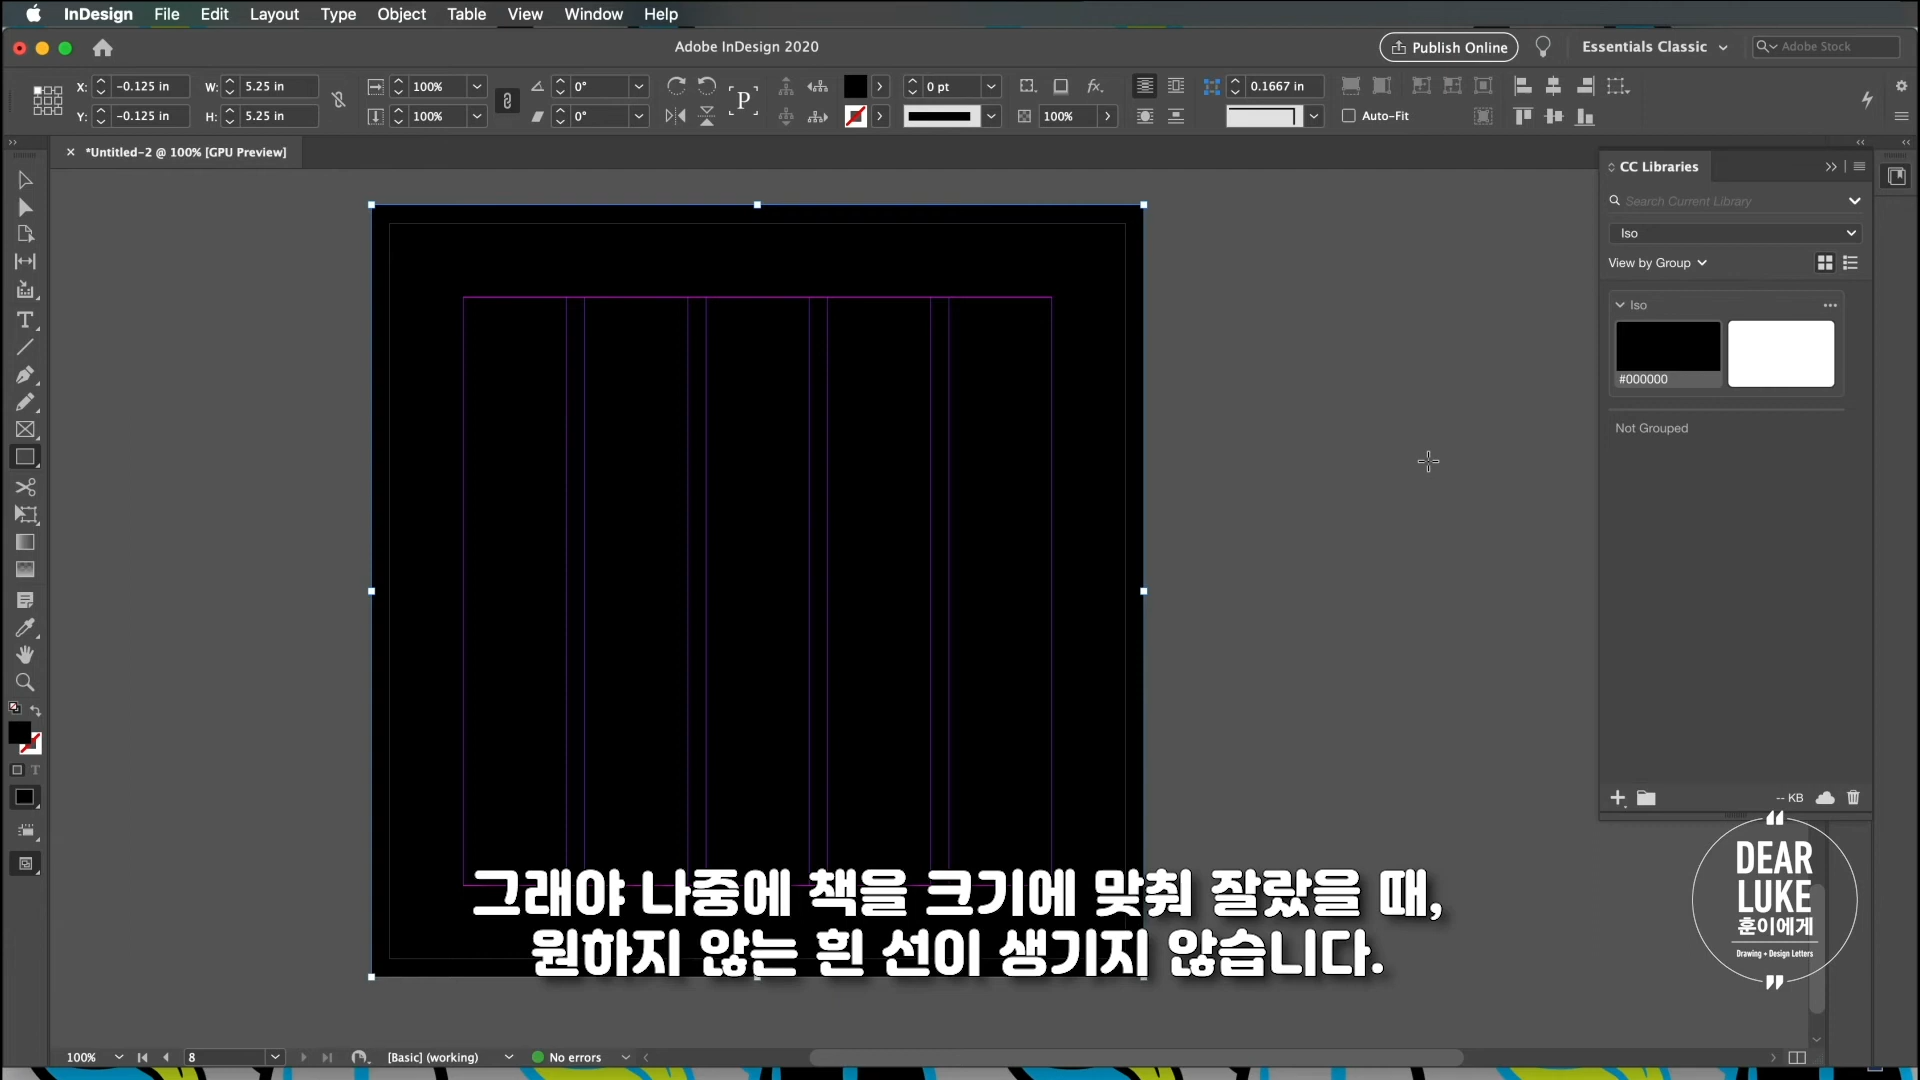 InDesign File Edit Layout Type Object Table View Window Help
Adobe InDesign 2020
Publish Online
Essentials Classic
Adobe Stock
X: -0.125 in W: 5.25 in 100% 0° P 0 pt fx. 0.1667 in
Y: -0.125 in H: 5.25 in 100% 0° 100% Auto-Fit
*Untitled-2 @ 100% [GPU Preview]
CC Libraries
Search Current Library
Iso
View by Group
Iso
#000000
Not Grouped
-- KB
그래야 나중에 책을 크기에 맞춰 잘랐을 때,
원하지 않는 흰 선이 생기지 않습니다.
DEAR
LUKE
훈이에게
Drawing + Design Letters
100% 8 [Basic] (working) No errors